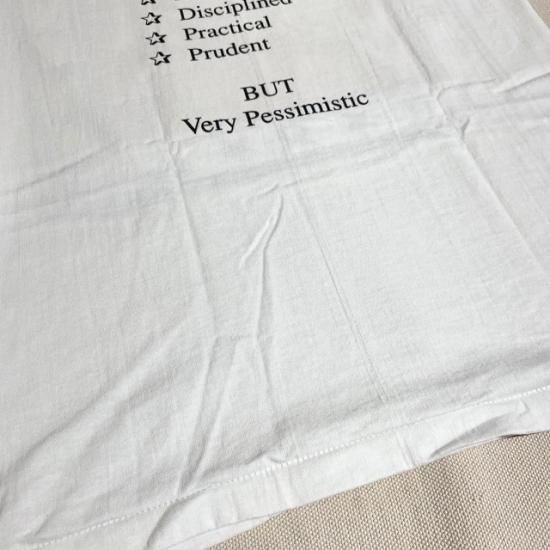 Disciplined
Practical
Prudent
BUT
Very Pessimistic